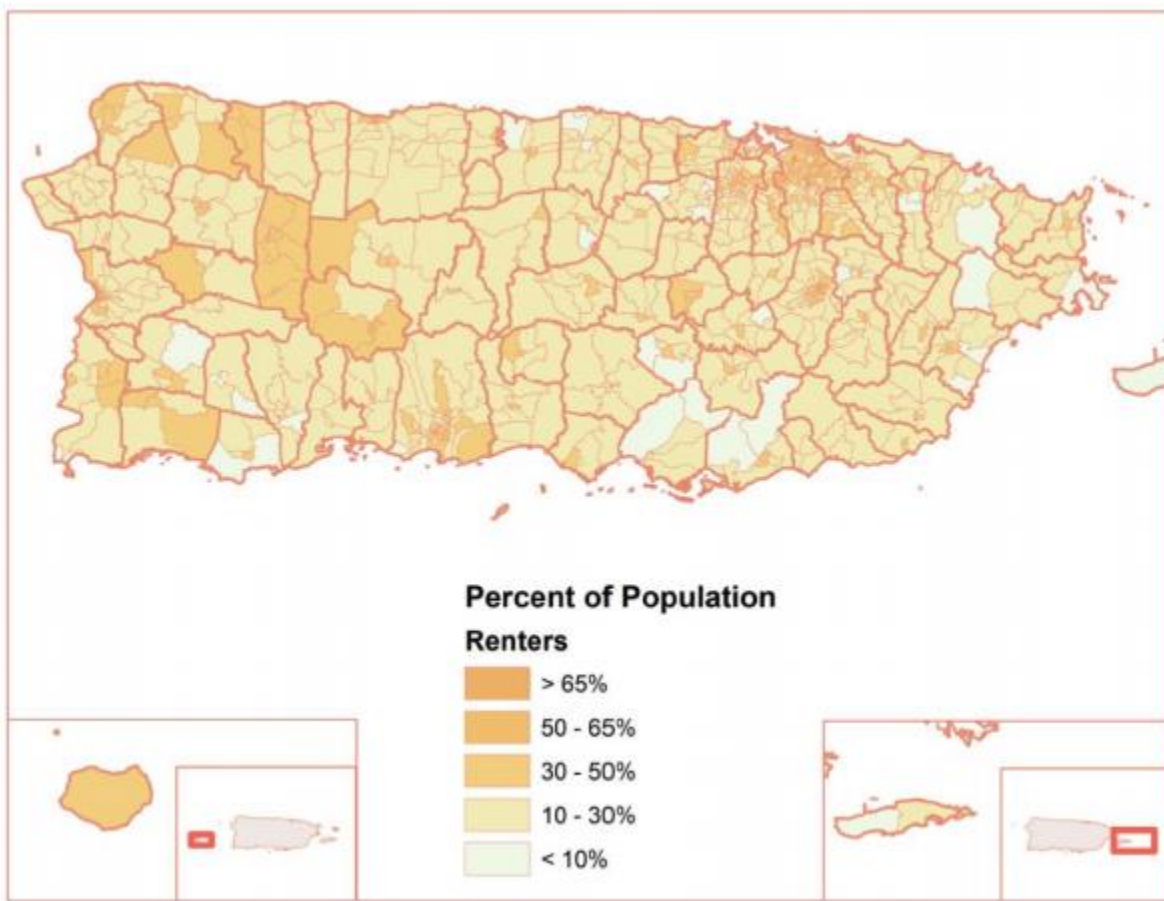 Percent of Population
Renters
> 65%
50 - 65%
30 - 50%
10 - 30%
< 10%